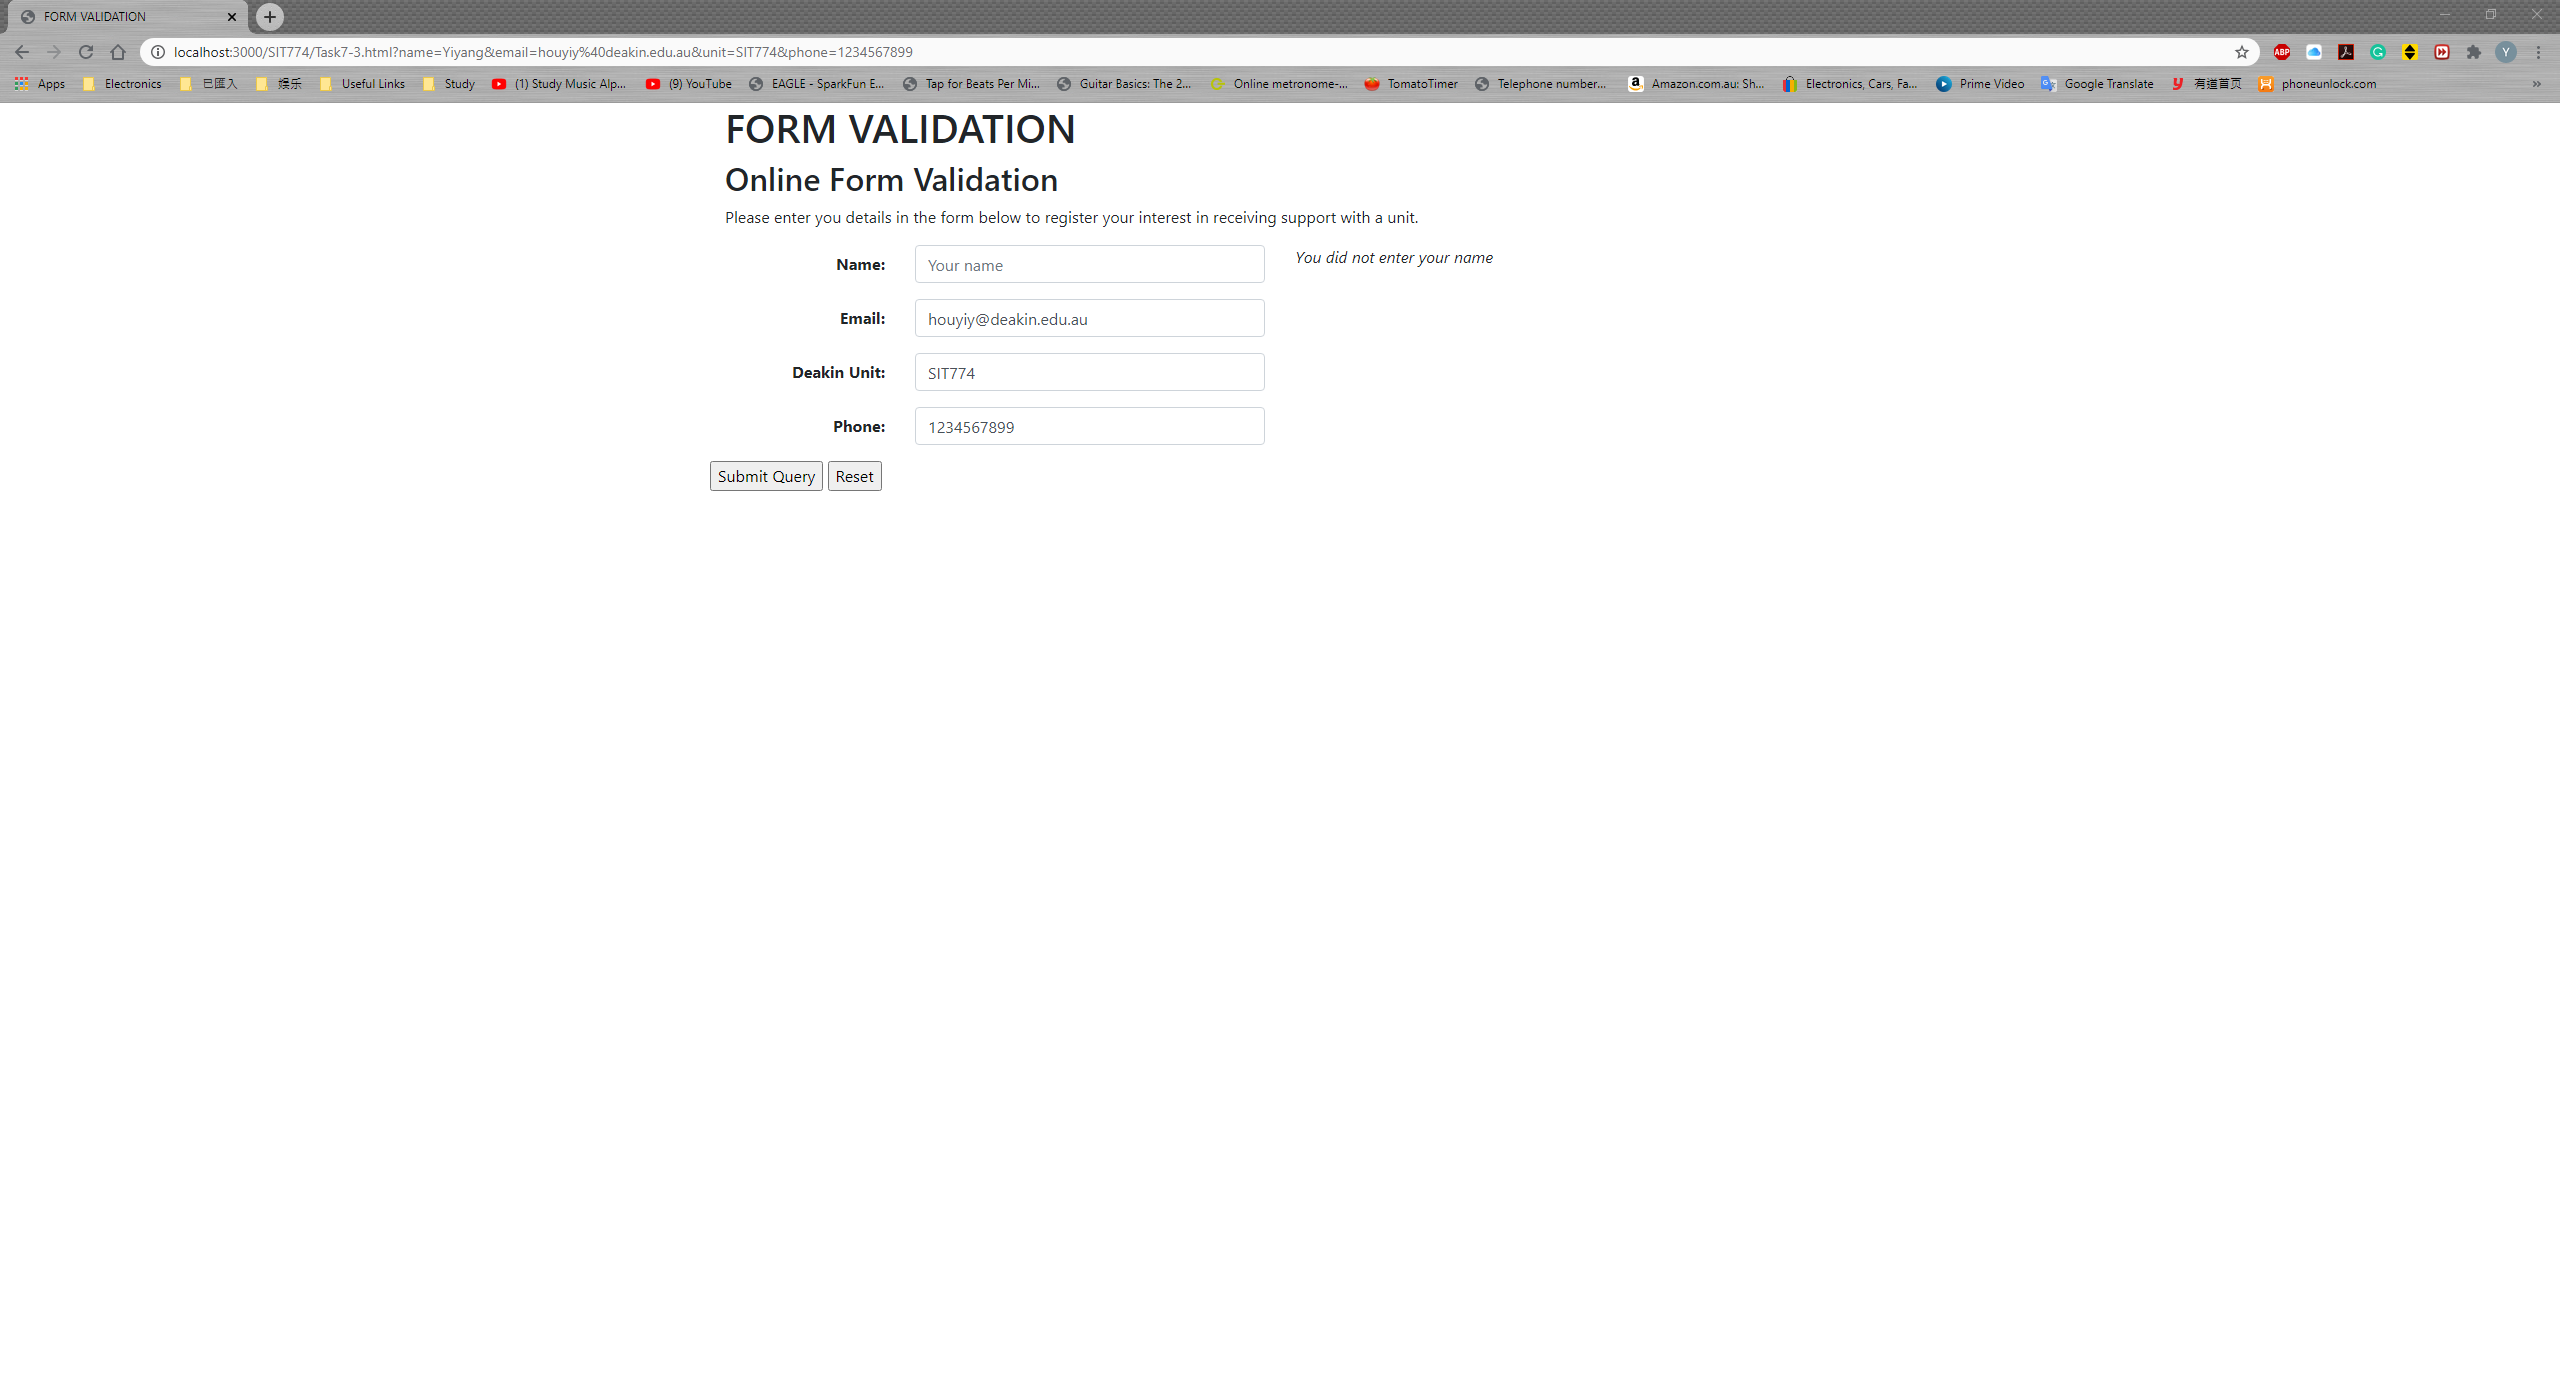 FORM VALIDATION
localhost:3000/SIT774/Task7-3.html?name=Yiyang&email=houyiy%40deakin.edu.au&unit=SIT774&phone=1234567899
ABP
Y
Apps Electronics 已匯入 娱乐 Useful Links Study (1) Study Music Alp... (9) YouTube EAGLE - SparkFun E... Tap for Beats Per Mi... Guitar Basics: The 2... Online metronome-... TomatoTimer Telephone number... Amazon.com.au: Sh... Electronics, Cars, Fa... Prime Video Google Translate 有道首页 phoneunlock.com »
FORM VALIDATION
Online Form Validation
Please enter you details in the form below to register your interest in receiving support with a unit.
Name: Your name You did not enter your name
Email: houyiy@deakin.edu.au
Deakin Unit: SIT774
Phone: 1234567899
Submit Query Reset